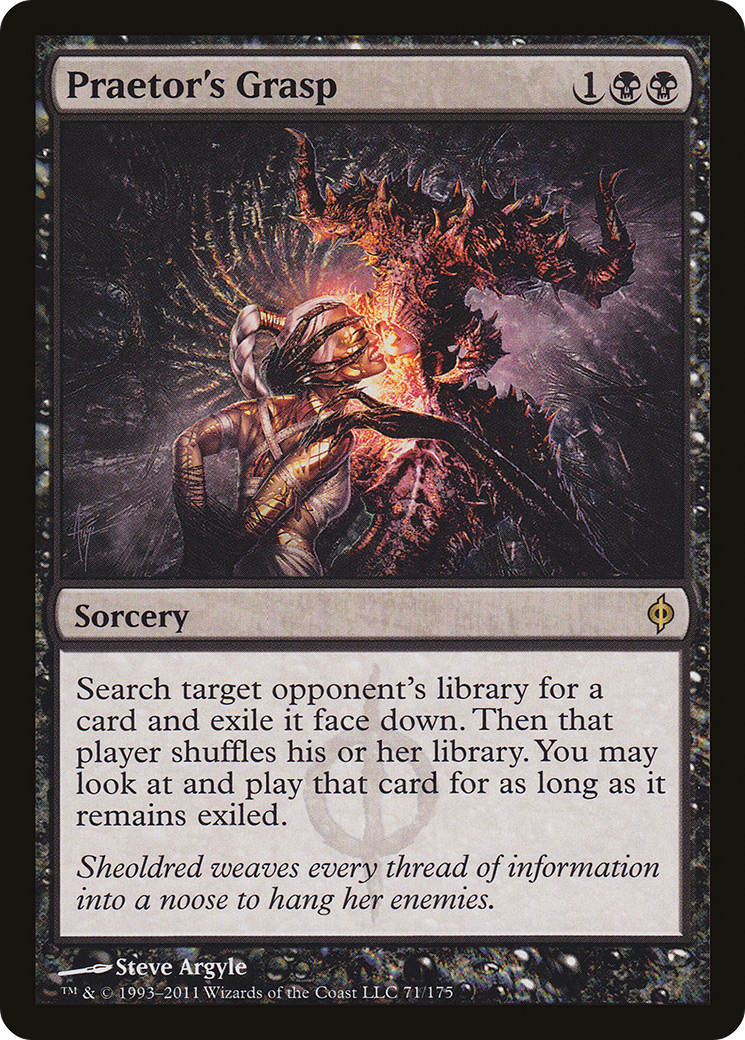 Praetor's Grasp 1
Sorcery
Search target opponent's library for a
card and exile it face down. Then that
player shuffles his or her library. You may
look at and play that card for as long as it
remains exiled.
Sheoldred weaves every thread of information
into a noose to hang her enemies.
Steve Argyle
™ & © 1993–2011 Wizards of the Coast LLC 71/175